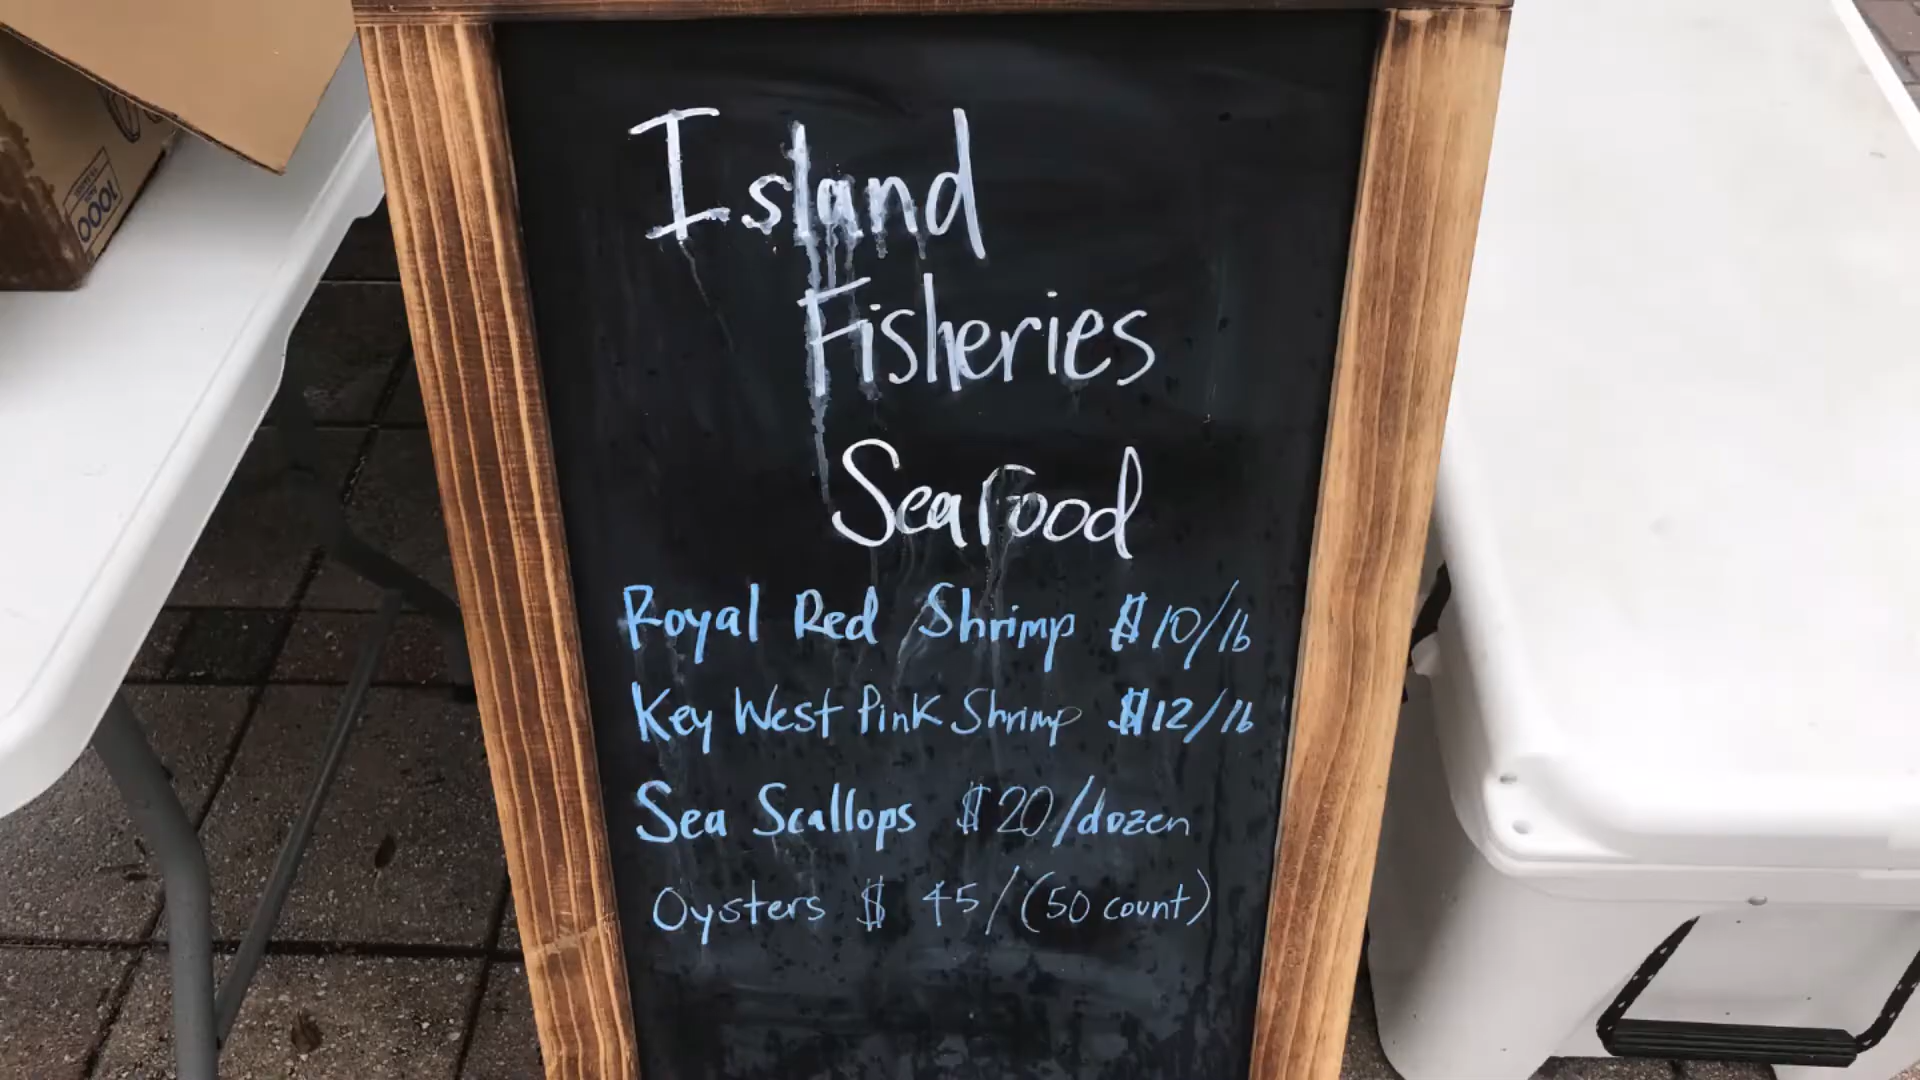 Island
Fisheries
Seafood
Royal Red Shrimp $10/lb
Key West Pink Shrimp $12/lb
Sea Scallops $20/dozen
Oysters $ 45/(50 count)
1000